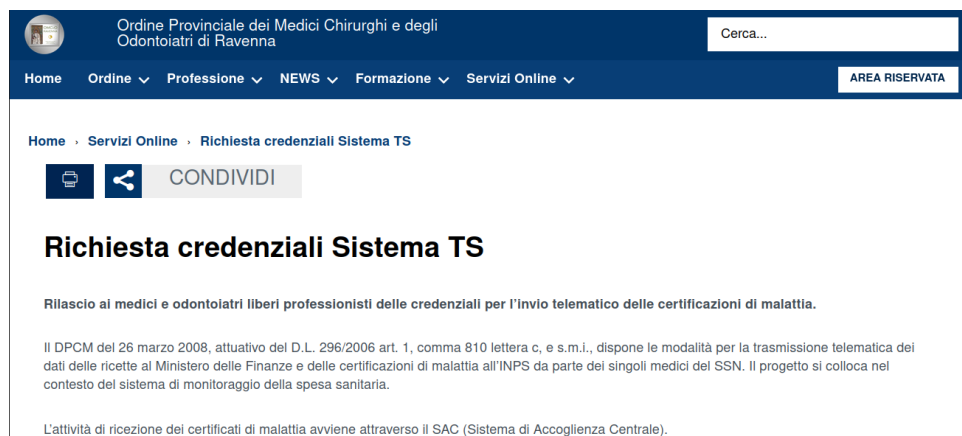 Ordine Provinciale dei Medici Chirurghi e degli
Odontoiatri di Ravenna
Cerca...
Home Ordine Professione NEWS Formazione Servizi Online
AREA RISERVATA
Home › Servizi Online › Richiesta credenziali Sistema TS
CONDIVIDI
Richiesta credenziali Sistema TS
Rilascio ai medici e odontoiatri liberi professionisti delle credenziali per l'invio telematico delle certificazioni di malattia.
Il DPCM del 26 marzo 2008, attuativo del D.L. 296/2006 art. 1, comma 810 lettera c, e s.m.i., dispone le modalità per la trasmissione telematica dei
dati delle ricette al Ministero delle Finanze e delle certificazioni di malattia all'INPS da parte dei singoli medici del SSN. Il progetto si colloca nel
contesto del sistema di monitoraggio della spesa sanitaria.
L'attività di ricezione dei certificati di malattia avviene attraverso il SAC (Sistema di Accoglienza Centrale).